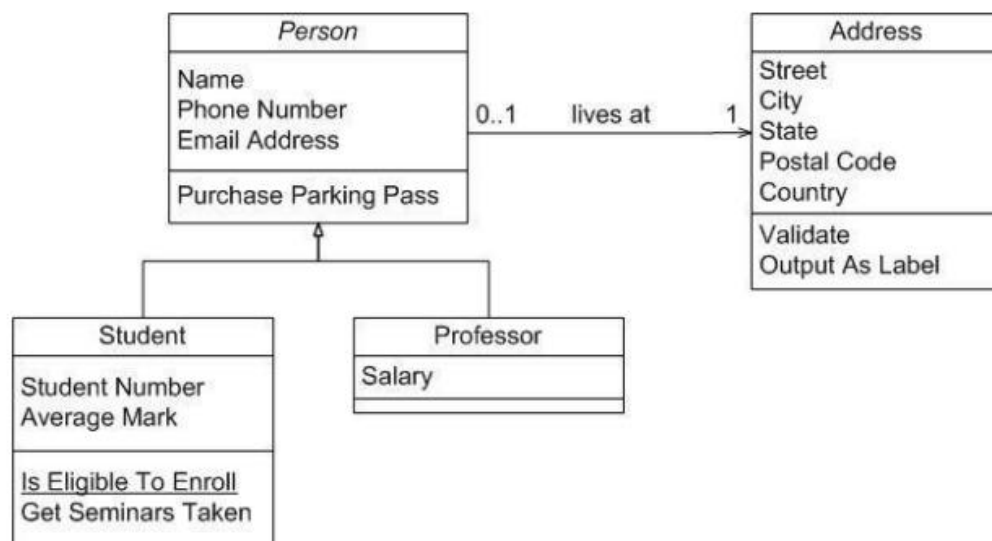 Person
Name
Phone Number
Email Address
Purchase Parking Pass
0..1 lives at 1
Address
Street
City
State
Postal Code
Country
Validate
Output As Label
Student
Student Number
Average Mark
Is Eligible To Enroll
Get Seminars Taken
Professor
Salary